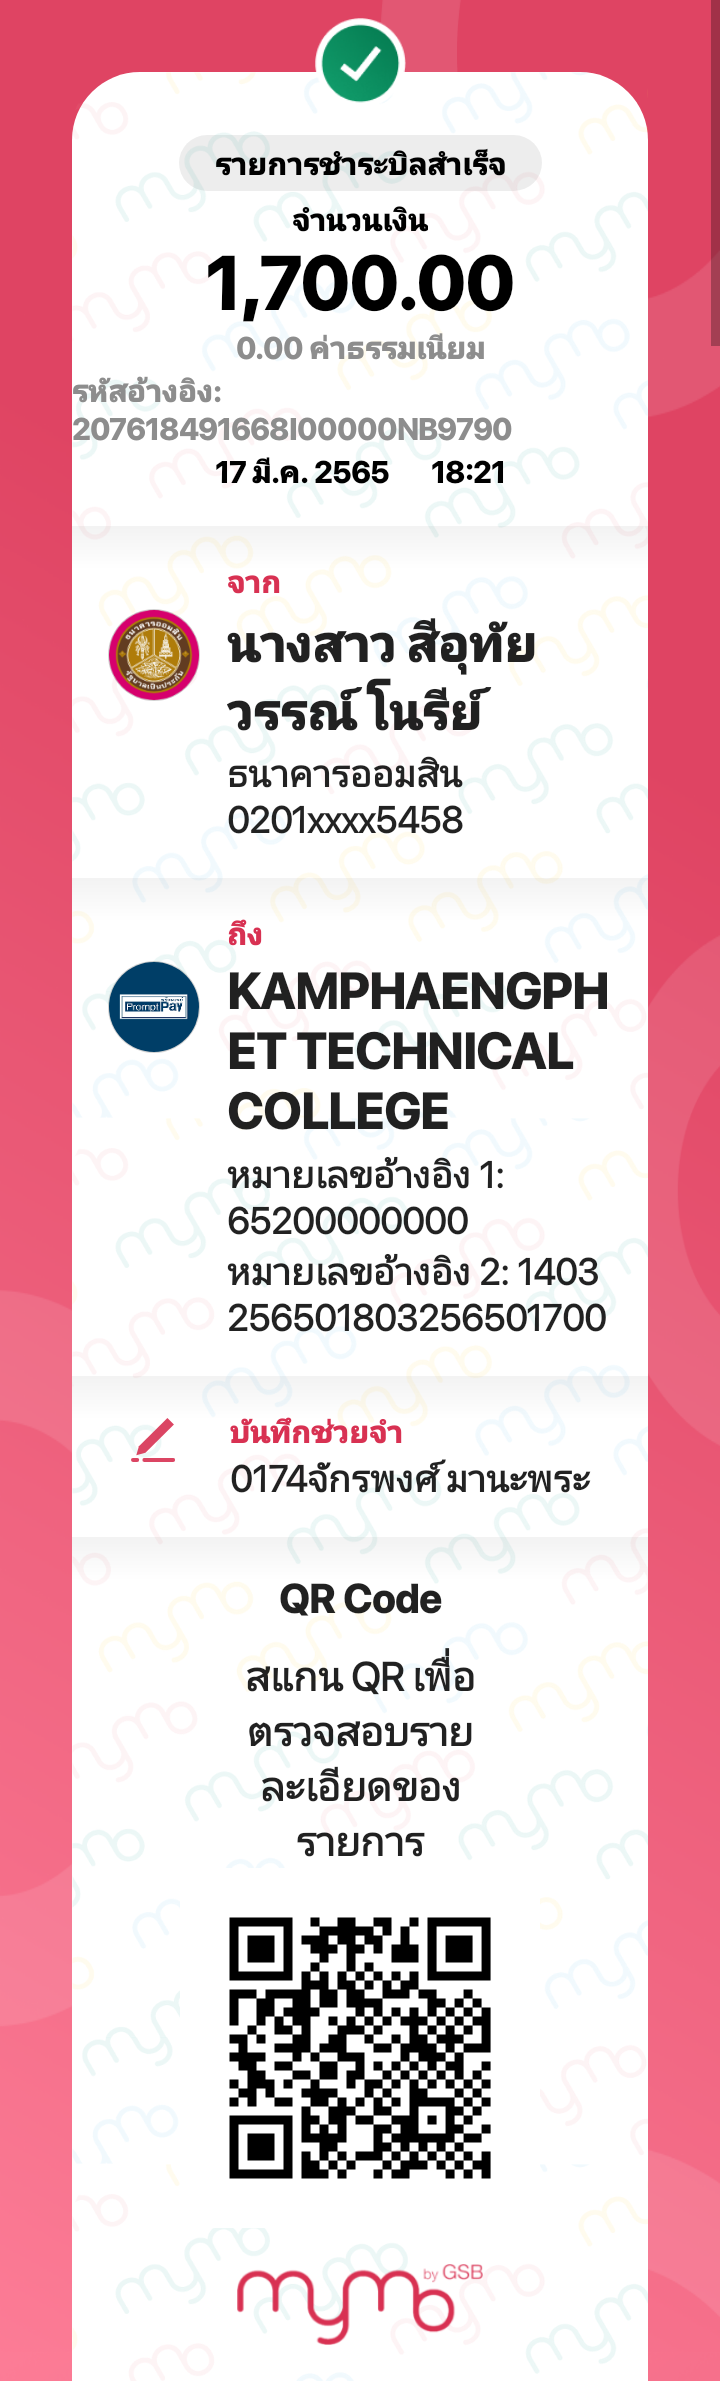 รายการชำระบิลสำเร็จ
จำนวนเงิน
1,700.00
0.00 ค่าธรรมเนียม
รหัสอ้างอิง:
207618491668I00000NB9790
17 มี.ค. 2565 18:21
จาก
นางสาว สีอุทัย
วรรณ์ โนรีย์
ธนาคารออมสิน
0201xxxx5458
ถึง
PromptPay
KAMPHAENGPH
ET TECHNICAL
COLLEGE
หมายเลขอ้างอิง 1:
65200000000
หมายเลขอ้างอิง 2: 1403
256501803256501700
บันทึกช่วยจำ
0174จักรพงศ์ มานะพระ
QR Code
สแกน QR เพื่อ
ตรวจสอบราย
ละเอียดของ
รายการ
mymo by GSB